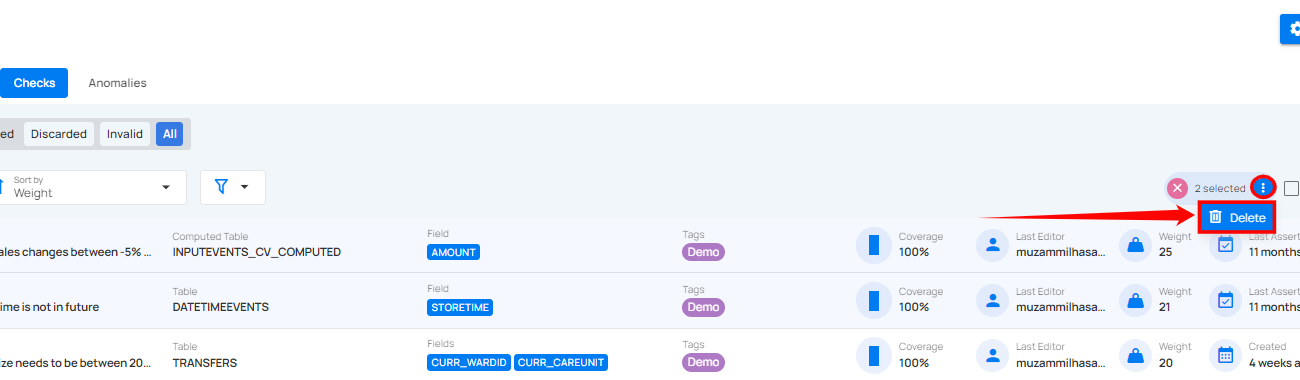 Checks Anomalies
ed Discarded Invalid All
Sort by
Weight
2 selected
Delete
ales changes between -5% ...
Computed Table
INPUTEVENTS_CV_COMPUTED
Field
AMOUNT
Tags
Demo
Coverage
100%
Last Editor
muzammilhasa...
Weight
25
Last Assert
11 months
ime is not in future
Table
DATETIMEEVENTS
Field
STORETIME
Tags
Demo
Coverage
100%
Last Editor
muzammilhasa...
Weight
21
Last Assert
11 months
ize needs to be between 20...
Table
TRANSFERS
Fields
CURR_WARDID CURR_CAREUNIT
Tags
Demo
Coverage
100%
Last Editor
muzammilhasa...
Weight
20
Created
4 weeks a